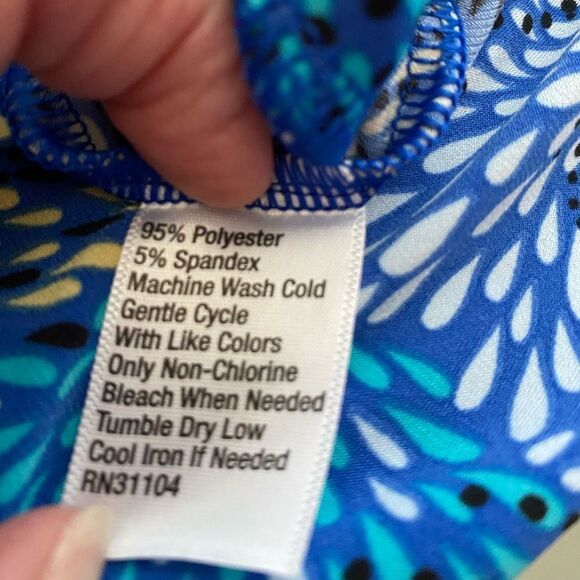 95% Polyester
5% Spandex
Machine Wash Cold
Gentle Cycle
With Like Colors
Only Non-Chlorine
Bleach When Needed
Tumble Dry Low
Cool Iron If Needed
RN31104